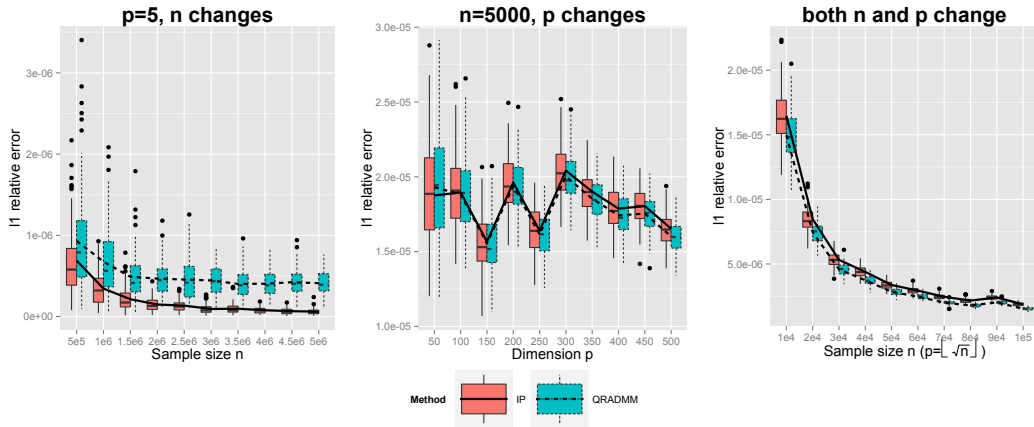 p=5, n changes
n=5000, p changes
both n and p change
l1 relative error
3e-06
2e-06
1e-06
0e+00
5e5 1e6 1.5e6 2e6 2.5e6 3e6 3.5e6 4e6 4.5e6 5e6
Sample size n
l1 relative error
3.0e-05
2.5e-05
2.0e-05
1.5e-05
1.0e-05
50 100 150 200 250 300 350 400 450 500
Dimension p
l1 relative error
2.0e-05
1.5e-05
1.0e-05
5.0e-06
1e4 2e4 3e4 4e4 5e4 6e4 7e4 8e4 9e4 1e5
Sample size n (p=⌊ √n⌋ )
Method IP QRADMM